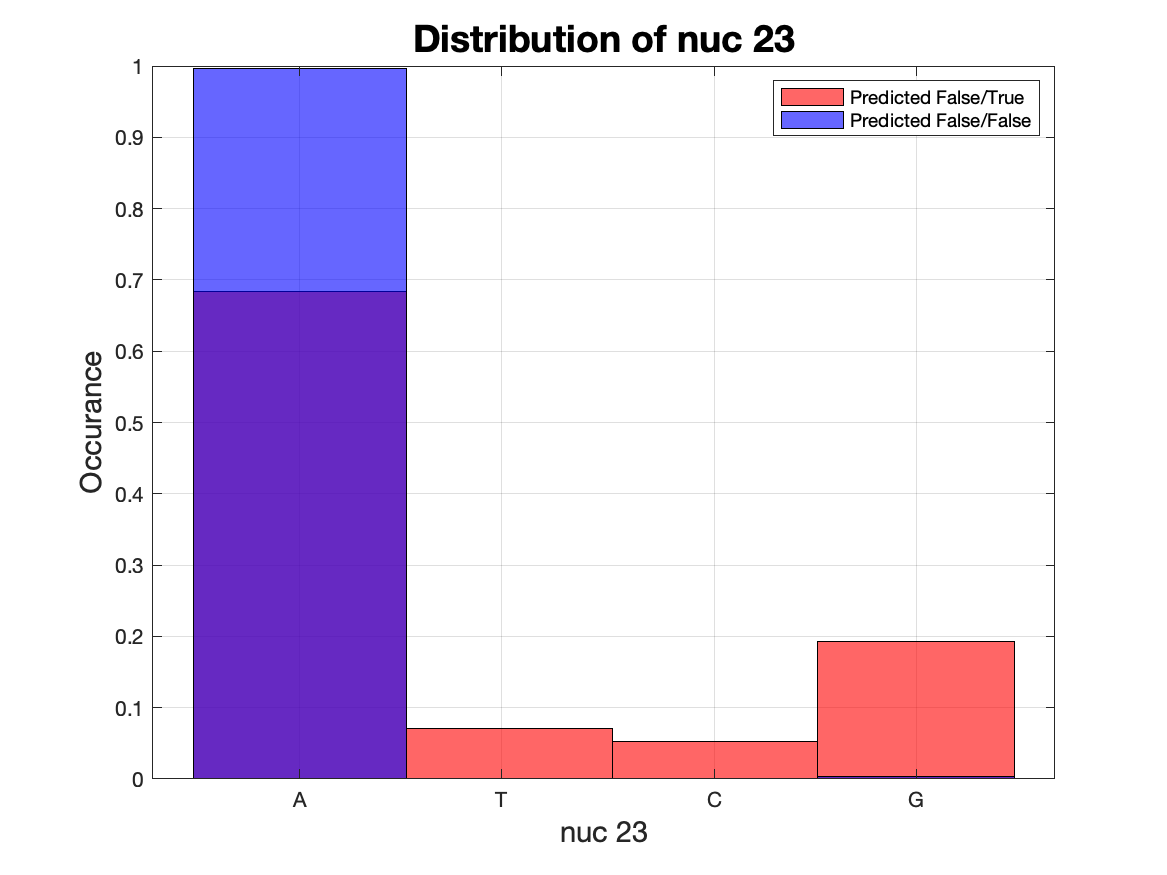 Distribution of nuc 23
Predicted False/True
Predicted False/False
Occurance
1
0.9
0.8
0.7
0.6
0.5
0.4
0.3
0.2
0.1
0
A T C G
nuc 23